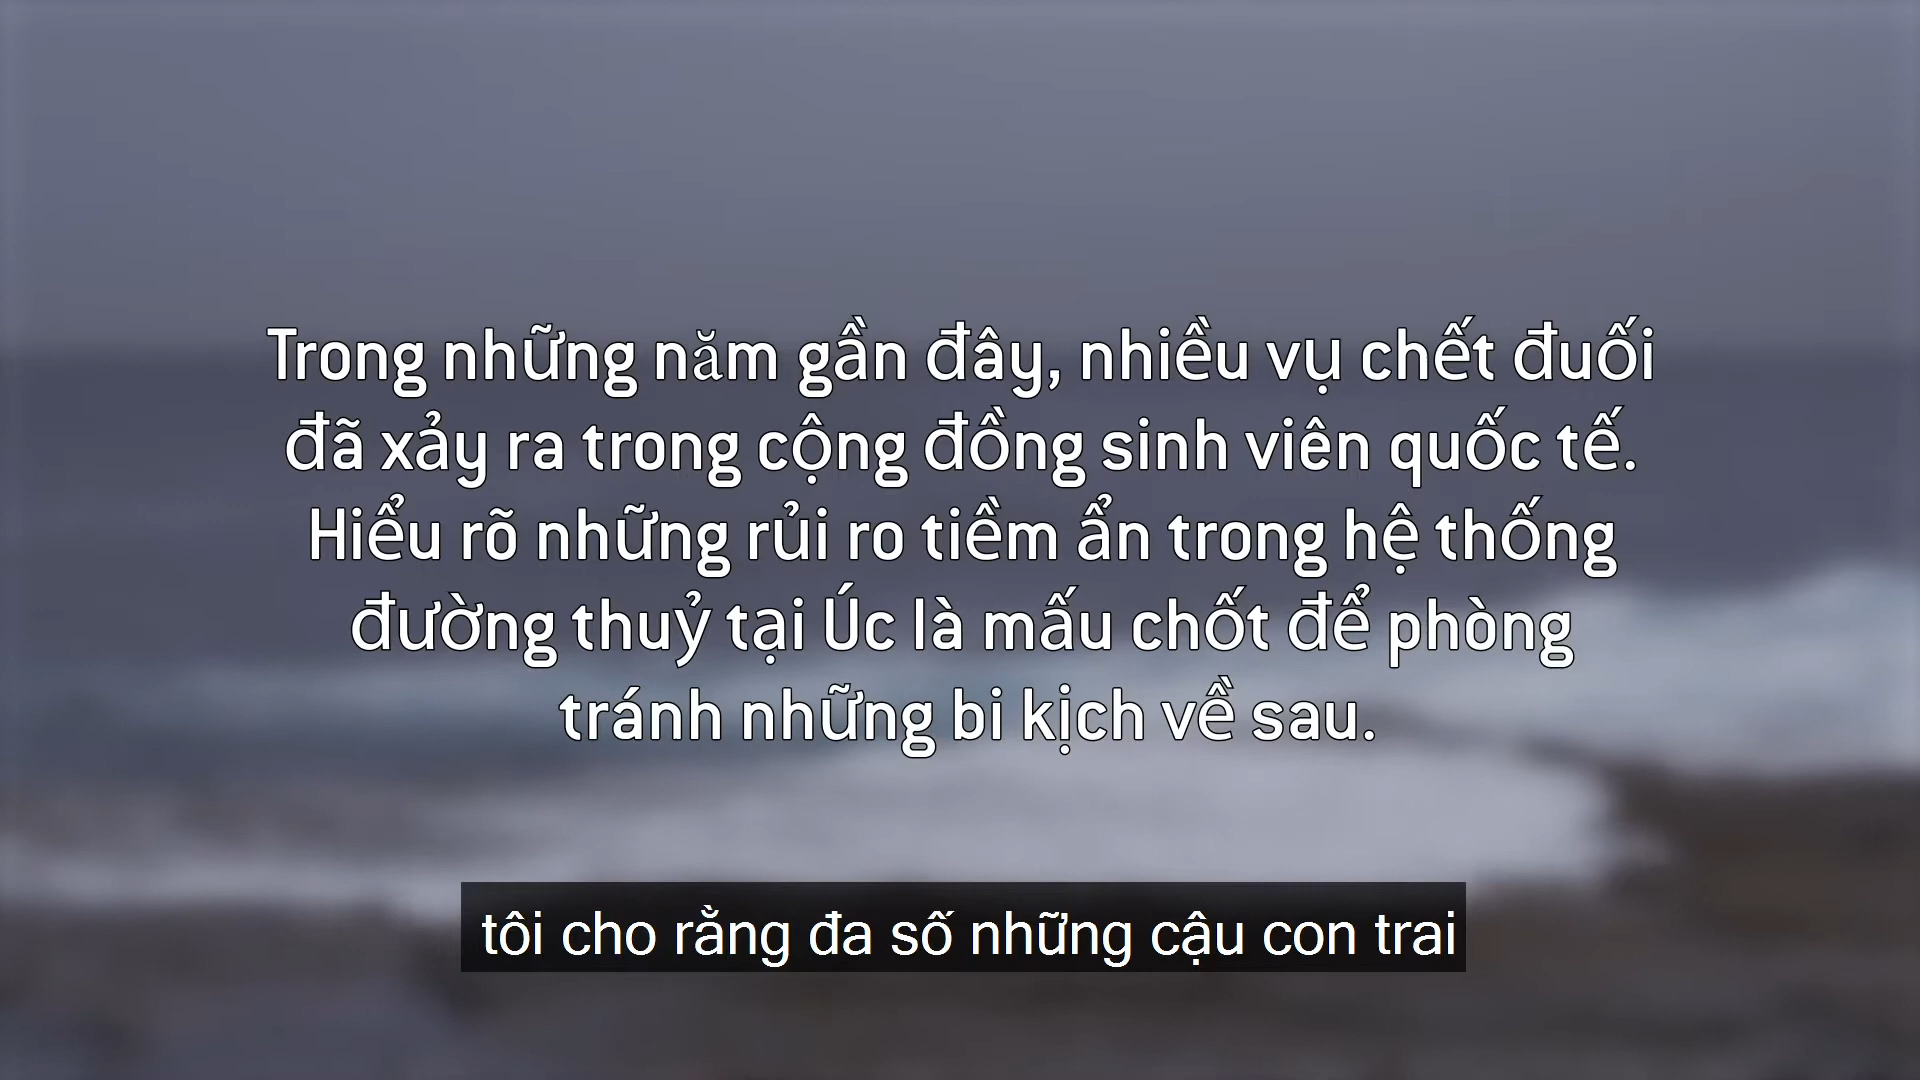 Trong những năm gần đây, nhiều vụ chết đuối
đã xảy ra trong cộng đồng sinh viên quốc tế.
Hiểu rõ những rủi ro tiềm ẩn trong hệ thống
đường thuỷ tại Úc là mấu chốt để phòng
tránh những bi kịch về sau.
tôi cho rằng đa số những cậu con trai